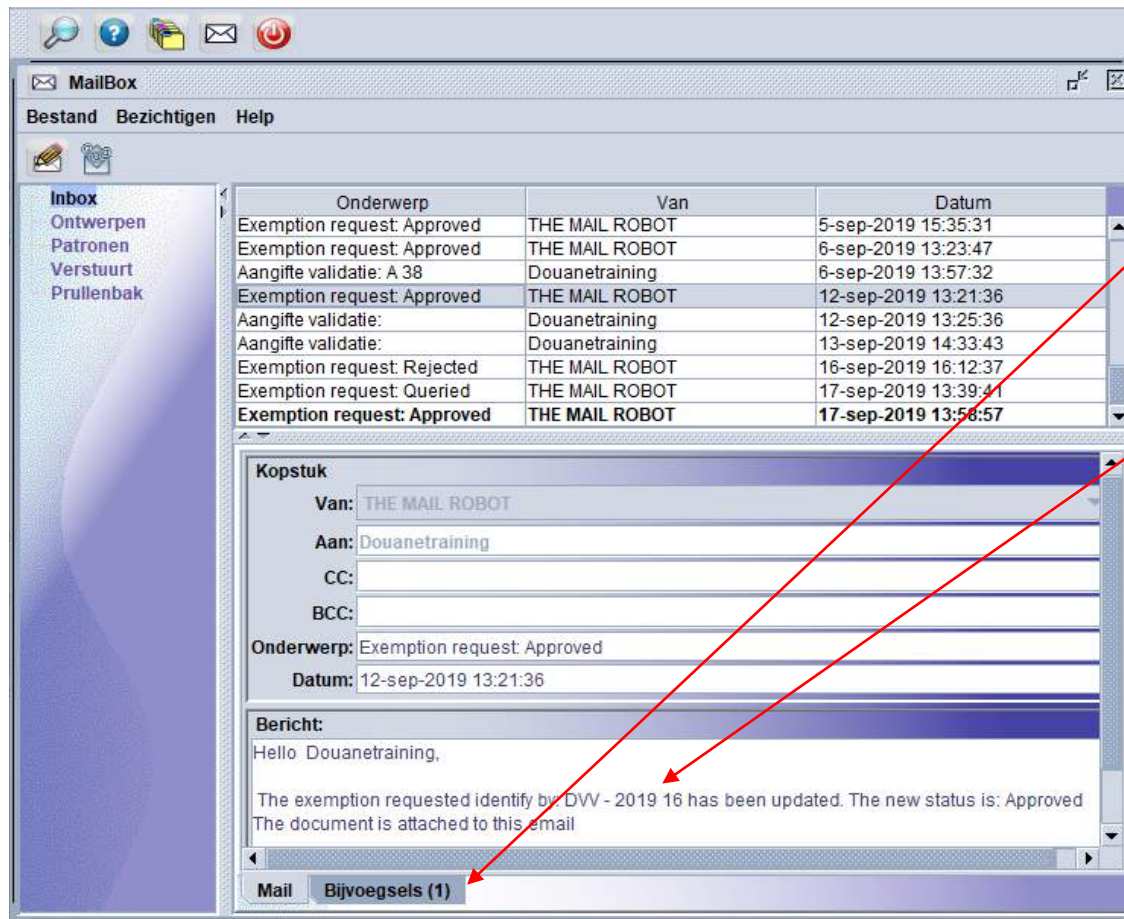 MailBox
Bestand Bezichtigen Help
Inbox
Ontwerpen
Patronen
Verstuurt
Prullenbak
Onderwerp Van Datum
Exemption request: Approved THE MAIL ROBOT 5-sep-2019 15:35:31
Exemption request: Approved THE MAIL ROBOT 6-sep-2019 13:23:47
Aangifte validatie: A 38 Douanetraining 6-sep-2019 13:57:32
Exemption request: Approved THE MAIL ROBOT 12-sep-2019 13:21:36
Aangifte validatie: Douanetraining 12-sep-2019 13:25:36
Aangifte validatie: Douanetraining 13-sep-2019 14:33:43
Exemption request: Rejected THE MAIL ROBOT 16-sep-2019 16:12:37
Exemption request: Queried THE MAIL ROBOT 17-sep-2019 13:39:41
Exemption request: Approved THE MAIL ROBOT 17-sep-2019 13:58:57
Kopstuk
Van: THE MAIL ROBOT
Aan: Douanetraining
CC:
BCC:
Onderwerp: Exemption request: Approved
Datum: 12-sep-2019 13:21:36
Bericht:
Hello Douanetraining,
The exemption requested identify by: DVV - 2019 16 has been updated. The new status is: Approved
The document is attached to this email
Mail Bijvoegsels (1)